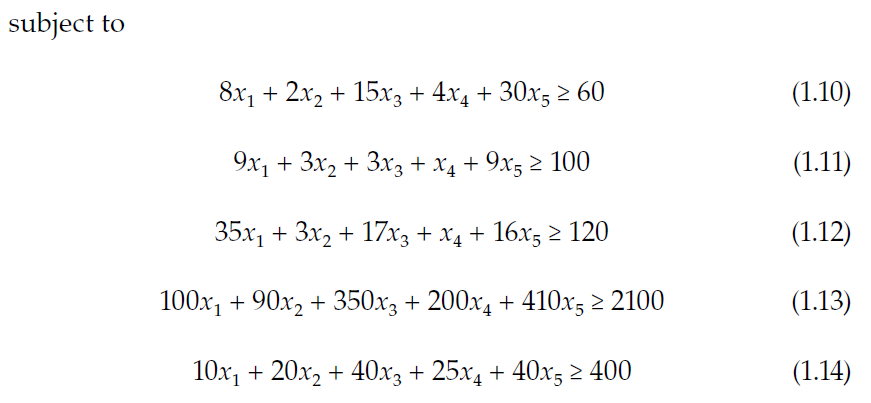 subject to
8x₁ + 2x₂ + 15x₃ + 4x₄ + 30x₅ ≥ 60 (1.10)
9x₁ + 3x₂ + 3x₃ + x₄ + 9x₅ ≥ 100 (1.11)
35x₁ + 3x₂ + 17x₃ + x₄ + 16x₅ ≥ 120 (1.12)
100x₁ + 90x₂ + 350x₃ + 200x₄ + 410x₅ ≥ 2100 (1.13)
10x₁ + 20x₂ + 40x₃ + 25x₄ + 40x₅ ≥ 400 (1.14)